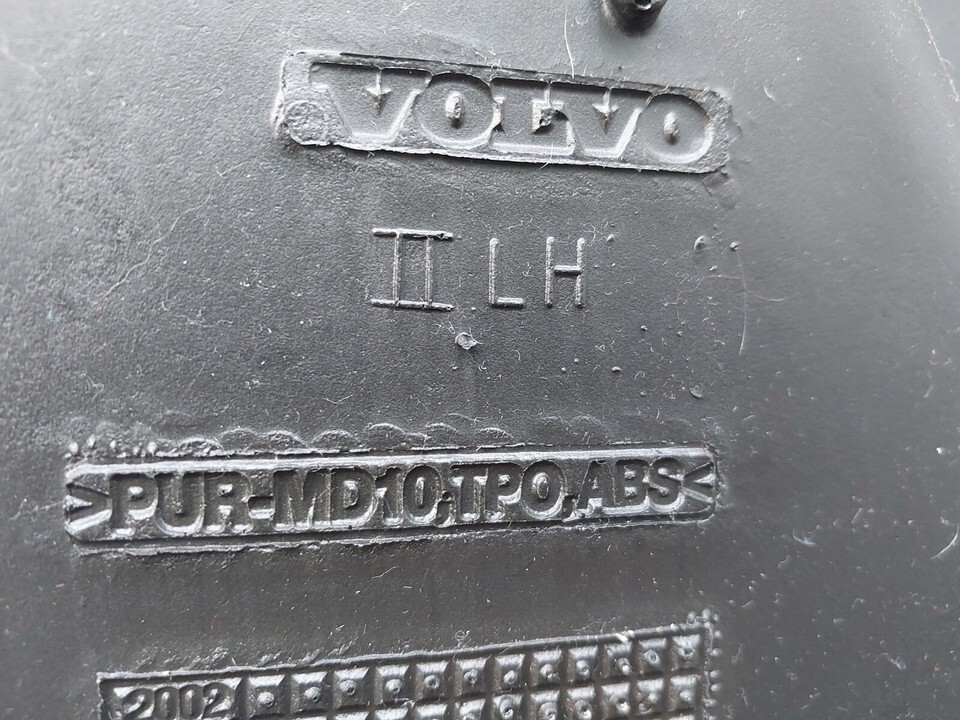 VOLVO
II LH
>PUR-MD10,TPO,ABS<
2002